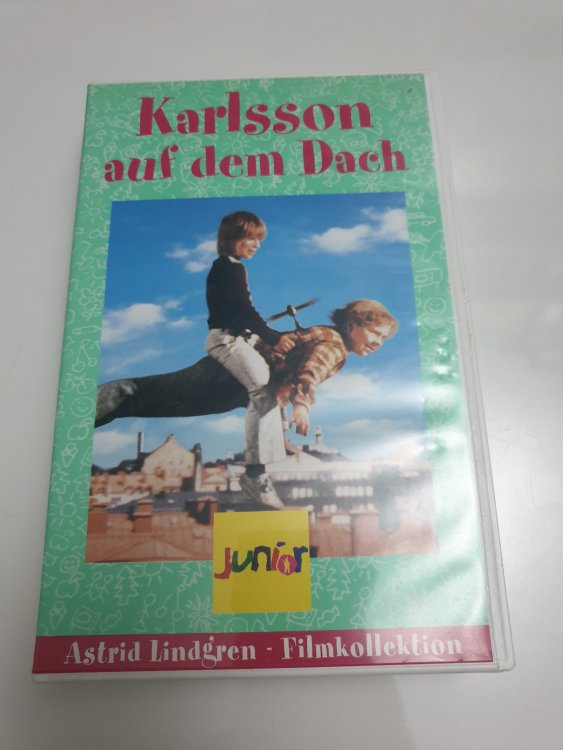 Karlsson
auf dem Dach
junior
Astrid Lindgren - Filmkollektion